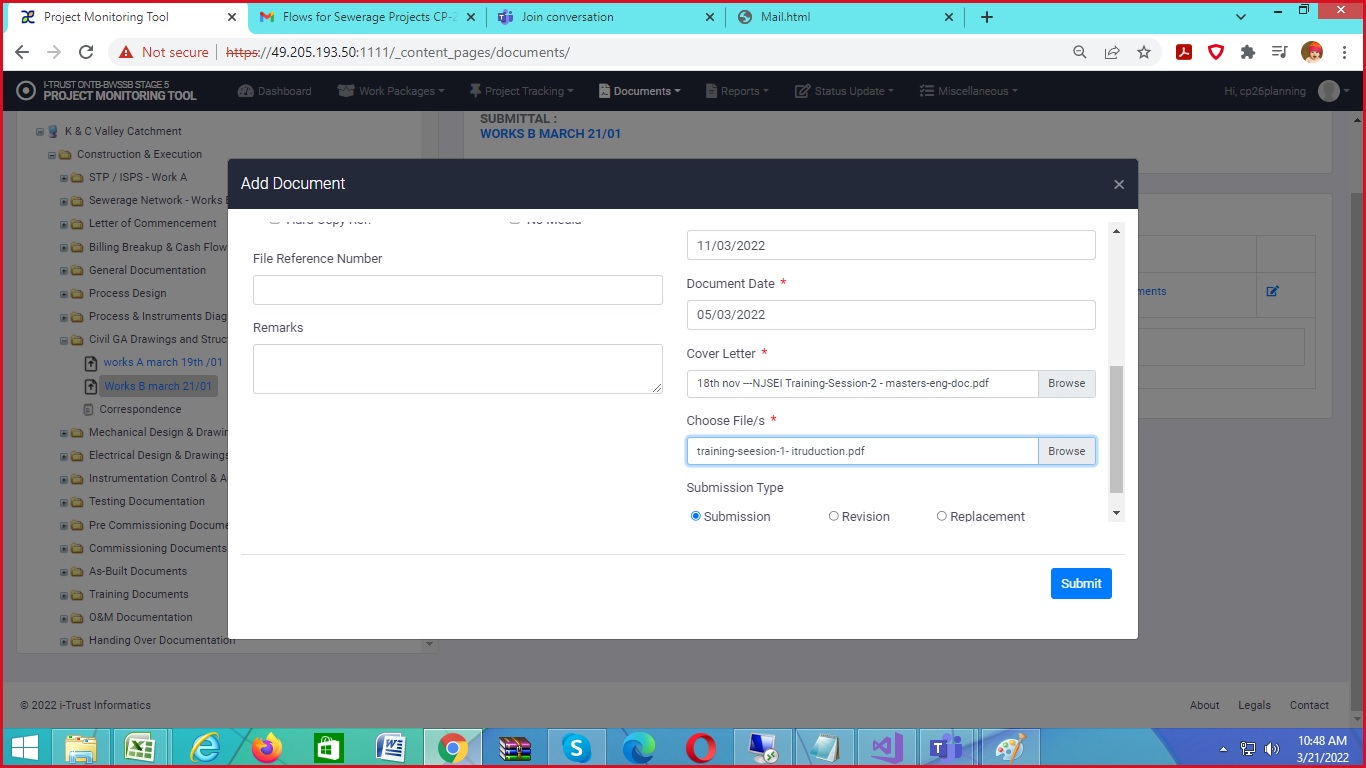 Project Monitoring Tool
Flows for Sewerage Projects CP-2
Join conversation
Mail.html
Not secure
https://49.205.193.50:1111/_content_pages/documents/
I-TRUST ONTB-BWSSB STAGE 5
PROJECT MONITORING TOOL
Dashboard
Work Packages
Project Tracking
Documents
Reports
Status Update
Miscellaneous
Hi, cp26planning
K & C Valley Catchment
Construction & Execution
STP / ISPS - Work A
Sewerage Network - Works B
Letter of Commencement
Billing Breakup & Cash Flow
General Documentation
Process Design
Process & Instruments Diag
Civil GA Drawings and Struct
works A march 19th /01
Works B march 21/01
Correspondence
Mechanical Design & Drawin
Electrical Design & Drawings
Instrumentation Control & A
Testing Documentation
Pre Commissioning Docume
Commissioning Documents
As-Built Documents
Training Documents
O&M Documentation
Handing Over Documentation
SUBMITTAL :
WORKS B MARCH 21/01
ments
Add Document
×
Hard Copy Ref.
No Media
File Reference Number
Remarks
11/03/2022
Document Date *
05/03/2022
Cover Letter *
18th nov ---NJSEI Training-Session-2 - masters-eng-doc.pdf
Browse
Choose File/s *
training-seesion-1- itruduction.pdf
Browse
Submission Type
Submission
Revision
Replacement
Submit
© 2022 i-Trust Informatics
About
Legals
Contact
10:48 AM
3/21/2022